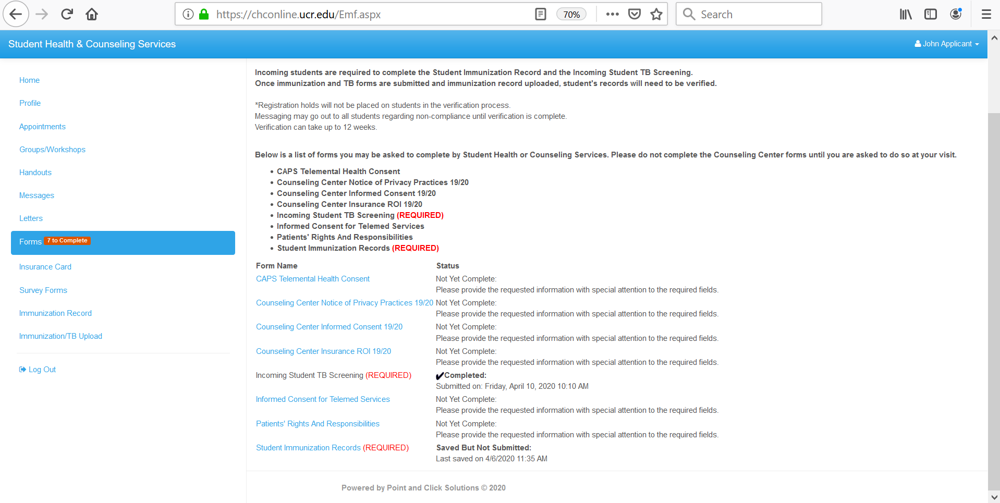 https://chconline.ucr.edu/Emf.aspx
70%
Search
Student Health & Counseling Services
John Applicant
Home
Profile
Appointments
Groups/Workshops
Handouts
Messages
Letters
Forms 7 to Complete
Insurance Card
Survey Forms
Immunization Record
Immunization/TB Upload
Log Out
Incoming students are required to complete the Student Immunization Record and the Incoming Student TB Screening.
Once immunization and TB forms are submitted and immunization record uploaded, student's records will need to be verified.
*Registration holds will not be placed on students in the verification process.
Messaging may go out to all students regarding non-compliance until verification is complete.
Verification can take up to 12 weeks.
Below is a list of forms you may be asked to complete by Student Health or Counseling Services. Please do not complete the Counseling Center forms until you are asked to do so at your visit.
• CAPS Telemental Health Consent
• Counseling Center Notice of Privacy Practices 19/20
• Counseling Center Informed Consent 19/20
• Counseling Center Insurance ROI 19/20
• Incoming Student TB Screening (REQUIRED)
• Informed Consent for Telemed Services
• Patients' Rights And Responsibilities
• Student Immunization Records (REQUIRED)
Form Name Status
CAPS Telemental Health Consent Not Yet Complete:
Please provide the requested information with special attention to the required fields.
Counseling Center Notice of Privacy Practices 19/20 Not Yet Complete:
Please provide the requested information with special attention to the required fields.
Counseling Center Informed Consent 19/20 Not Yet Complete:
Please provide the requested information with special attention to the required fields.
Counseling Center Insurance ROI 19/20 Not Yet Complete:
Please provide the requested information with special attention to the required fields.
Incoming Student TB Screening (REQUIRED) ✔Completed:
Submitted on: Friday, April 10, 2020 10:10 AM
Informed Consent for Telemed Services Not Yet Complete:
Please provide the requested information with special attention to the required fields.
Patients' Rights And Responsibilities Not Yet Complete:
Please provide the requested information with special attention to the required fields.
Student Immunization Records (REQUIRED) Saved But Not Submitted:
Last saved on 4/6/2020 11:35 AM
Powered by Point and Click Solutions © 2020